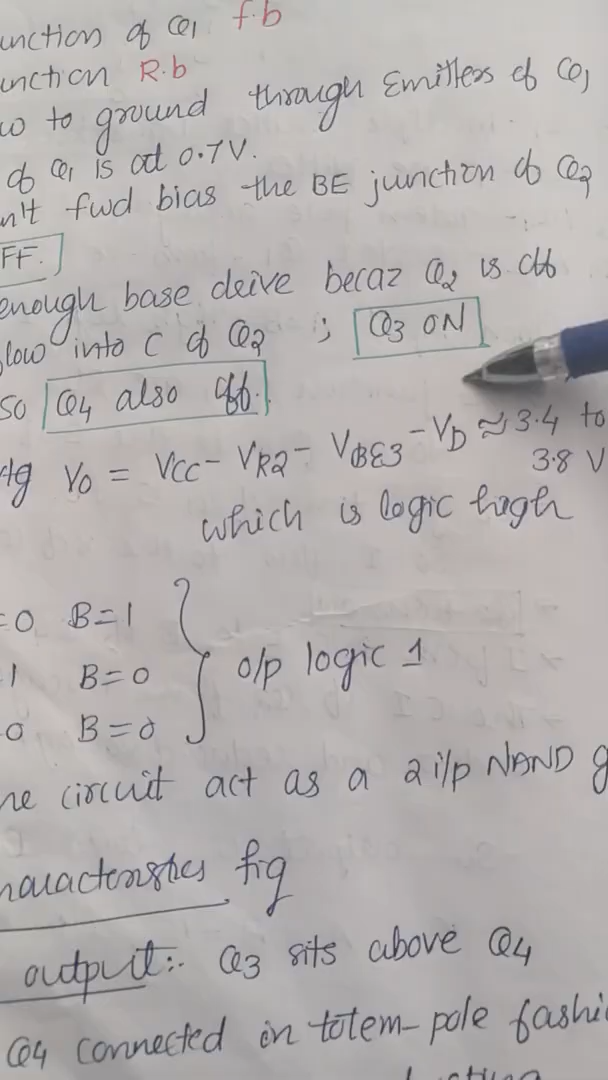 unction of Q1 f.b
unction R.b
w to ground through Emitters of Q1
of Q1 is at 0.7V.
n't fwd bias the BE junction of Q2
FF.
enough base deive becaz Q2 is off
low into C of Q2 ; Q3 ON
so Q4 also off.
ltg V0 = VCC - VR2 - VBE3 - VD ≈ 3.4 to
3.8 V
which is logic high
=0 B=1
1 B=0
0 B=0
o/p logic 1
he circuit act as a 2 i/p NAND g
haracteristics fig
output:. Q3 sits above Q4
Q4 connected in totem-pole fashio